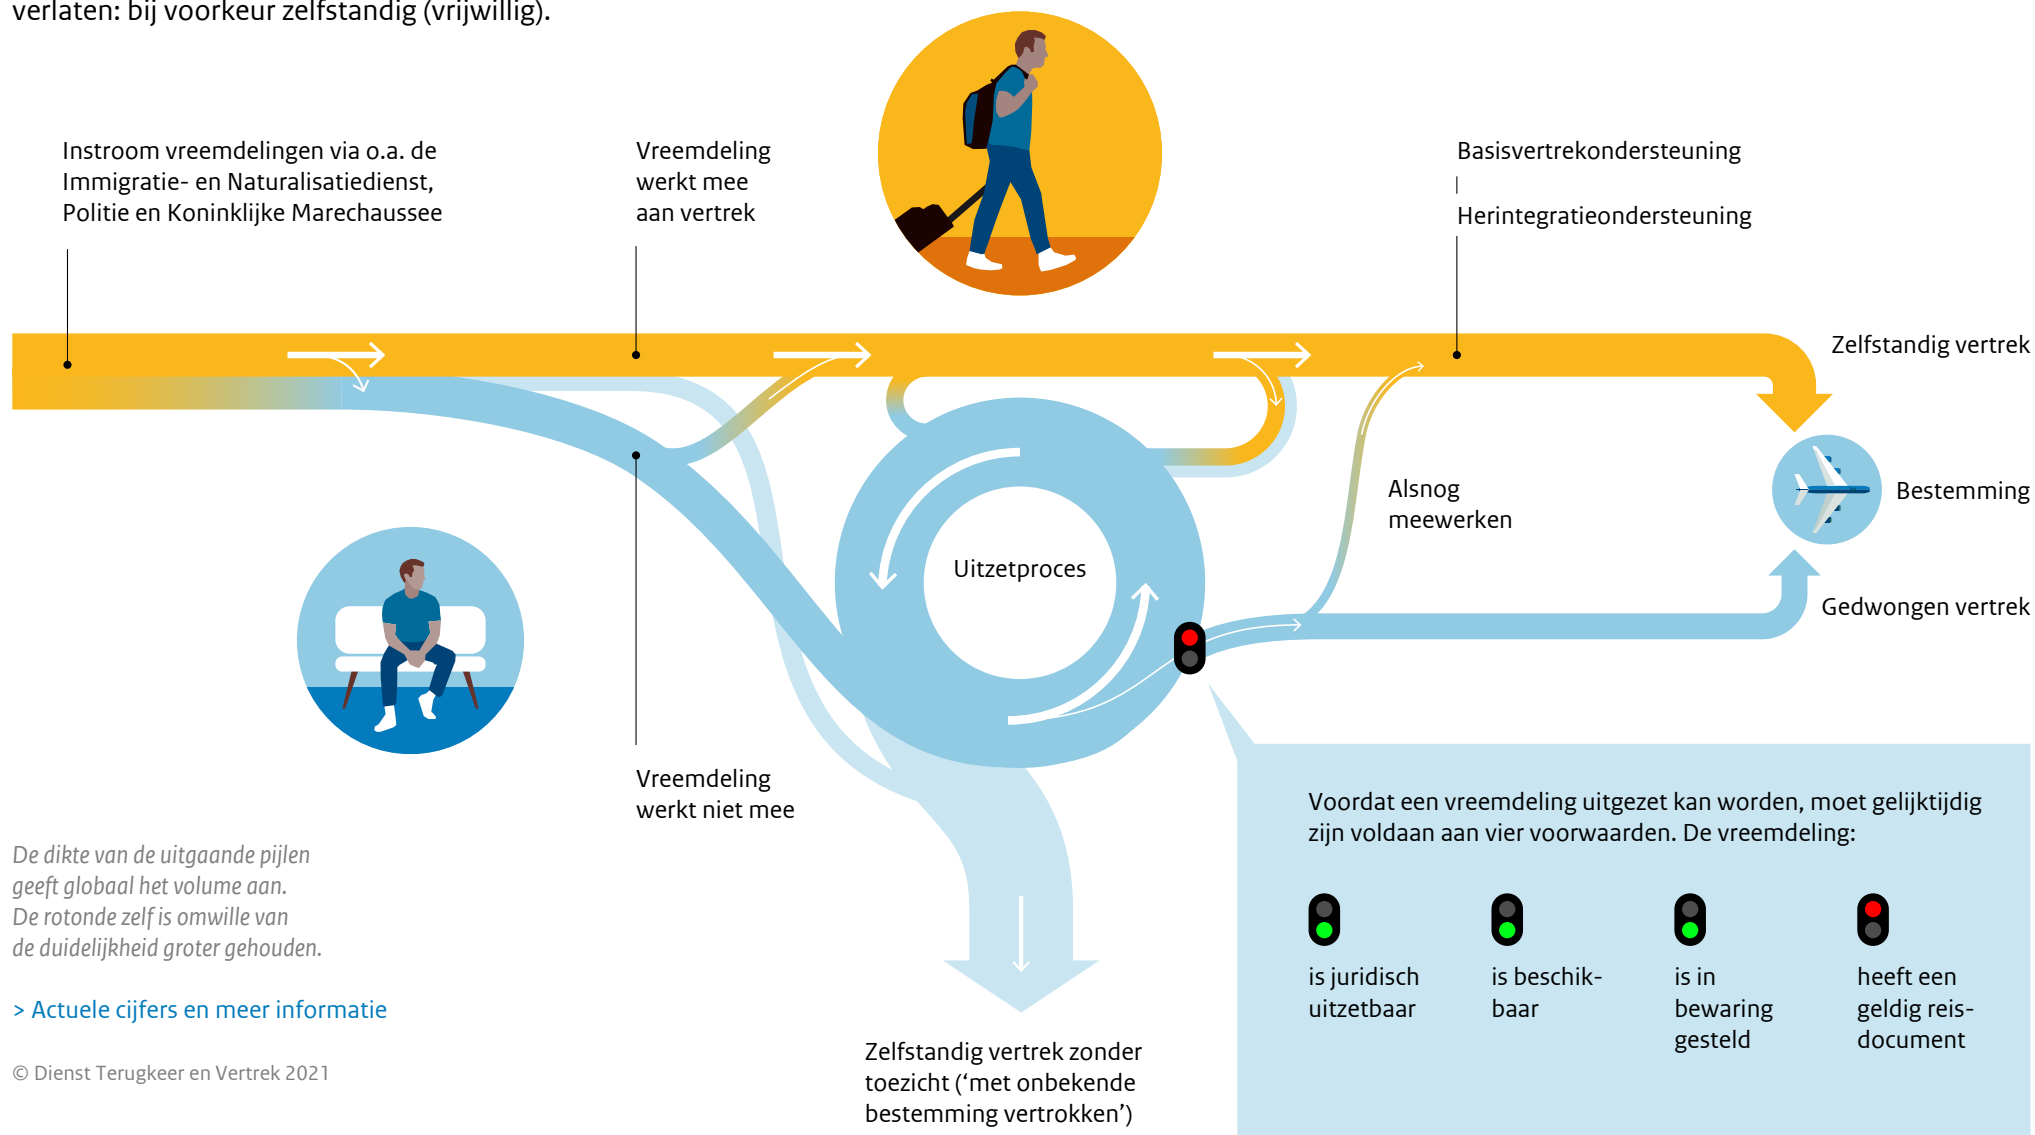 verlaten: bij voorkeur zelfstandig (vrijwillig).
Instroom vreemdelingen via o.a. de
Immigratie- en Naturalisatiedienst,
Politie en Koninklijke Marechaussee
Vreemdeling
werkt mee
aan vertrek
Basisvertrekondersteuning
Herintegratieondersteuning
Zelfstandig vertrek
Bestemming
Alsnog
meewerken
Uitzetproces
Gedwongen vertrek
Vreemdeling
werkt niet mee
Voordat een vreemdeling uitgezet kan worden, moet gelijktijdig
zijn voldaan aan vier voorwaarden. De vreemdeling:
is juridisch
uitzetbaar
is beschik-
baar
is in
bewaring
gesteld
heeft een
geldig reis-
document
De dikte van de uitgaande pijlen
geeft globaal het volume aan.
De rotonde zelf is omwille van
de duidelijkheid groter gehouden.
> Actuele cijfers en meer informatie
© Dienst Terugkeer en Vertrek 2021
Zelfstandig vertrek zonder
toezicht (‘met onbekende
bestemming vertrokken’)